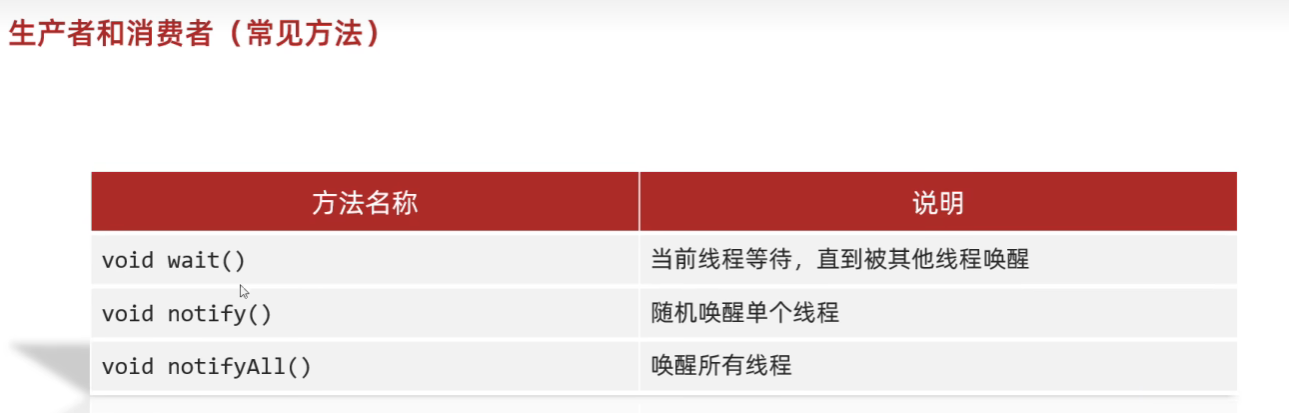 生产者和消费者（常见方法）
方法名称 说明
void wait() 当前线程等待，直到被其他线程唤醒
void notify() 随机唤醒单个线程
void notifyAll() 唤醒所有线程